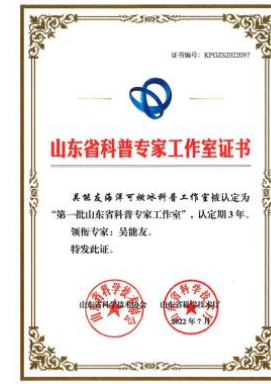 证书编号：KPGZS2022097
山东省科普专家工作室证书
吴能友海洋可燃冰科普工作室被认定为
“第一批山东省科普专家工作室”，认定期3年。
领衔专家：吴能友。
特发此证。
山东省科学技术协会 山东省科学技术厅
2022年7月